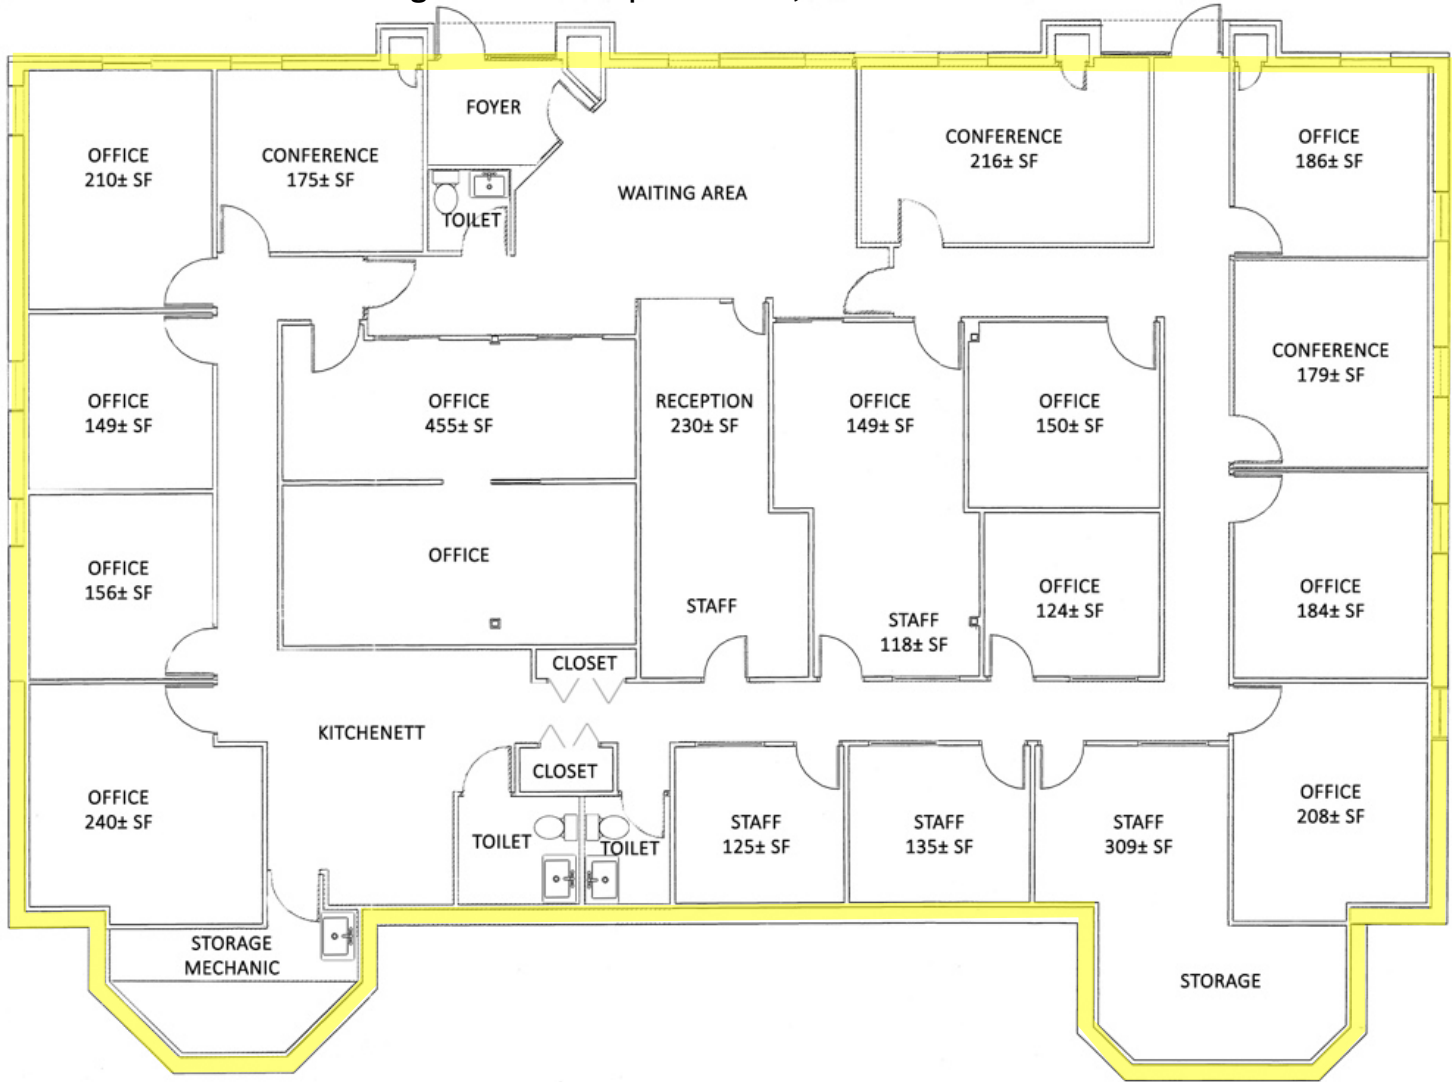 FOYER
OFFICE
210± SF
CONFERENCE
175± SF
TOILET
WAITING AREA
CONFERENCE
216± SF
OFFICE
186± SF
OFFICE
149± SF
OFFICE
455± SF
RECEPTION
230± SF
OFFICE
149± SF
OFFICE
150± SF
CONFERENCE
179± SF
OFFICE
156± SF
OFFICE
STAFF
STAFF
118± SF
OFFICE
124± SF
OFFICE
184± SF
CLOSET
KITCHENETT
CLOSET
OFFICE
240± SF
TOILET
TOILET
STAFF
125± SF
STAFF
135± SF
STAFF
309± SF
OFFICE
208± SF
STORAGE
MECHANIC
STORAGE